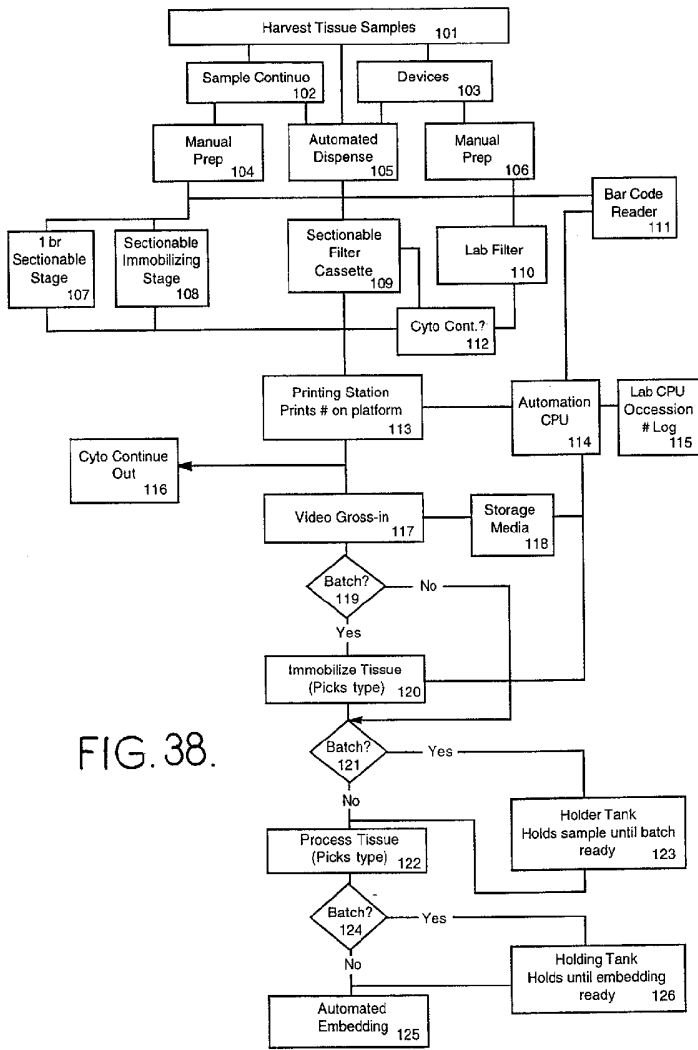 Harvest Tissue Samples
101
Sample Continuo
102
Devices
103
Manual
Prep
104
Automated
Dispense
105
Manual
Prep
106
Bar Code
Reader
111
1 br
Sectionable
Stage
107
Sectionable
Immobilizing
Stage
108
Sectionable
Filter
Cassette
109
Lab Filter
110
Cyto Cont.?
112
Printing Station
Prints # on platform
113
Automation
CPU
114
Lab CPU
Occession
# Log
115
Cyto Continue
Out
116
Video Gross-in
117
Storage
Media
118
Batch?
119
No
Yes
Immobilize Tissue
(Picks type)
120
FIG. 38.
Batch?
121
Yes
No
Holder Tank
Holds sample until batch
ready
123
Process Tissue
(Picks type)
122
Batch?
124
Yes
No
Holding Tank
Holds until embedding
ready
126
Automated
Embedding
125